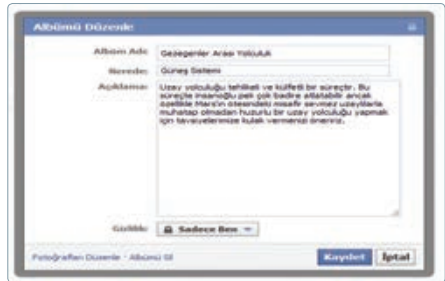 Albümü Düzenle
Albüm Adı: Gezegenler Arası Yolculuk
Nerede: Güneş Sistemi
Açıklama: Uzay yolculuğu tehlikeli ve külfetli bir süreçtir. Bu
süreçte insanoğlu pek çok badire atlatabilir ancak
özellikle Mars'ın ötesindeki misafir sevmez uzaylılarla
muhatap olmadan huzurlu bir uzay yolculuğu yapmak
için tavsiyelerimize kulak vermenizi öneririz.
Gizlilik: Sadece Ben
Fotoğrafları Düzenle · Albümü Sil
Kaydet İptal